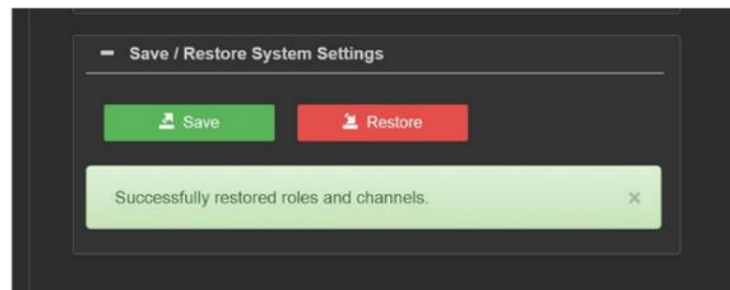 Save / Restore System Settings
Save
Restore
Successfully restored roles and channels.